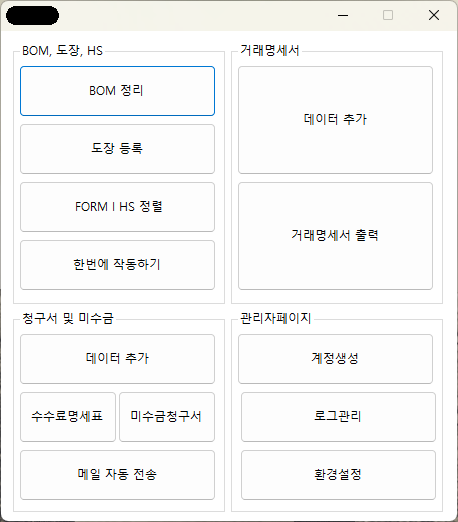 BOM, 도장, HS
BOM 정리
도장 등록
FORM I HS 정렬
한번에 작동하기
거래명세서
데이터 추가
거래명세서 출력
청구서 및 미수금
데이터 추가
수수료명세표
미수금청구서
메일 자동 전송
관리자페이지
계정생성
로그관리
환경설정